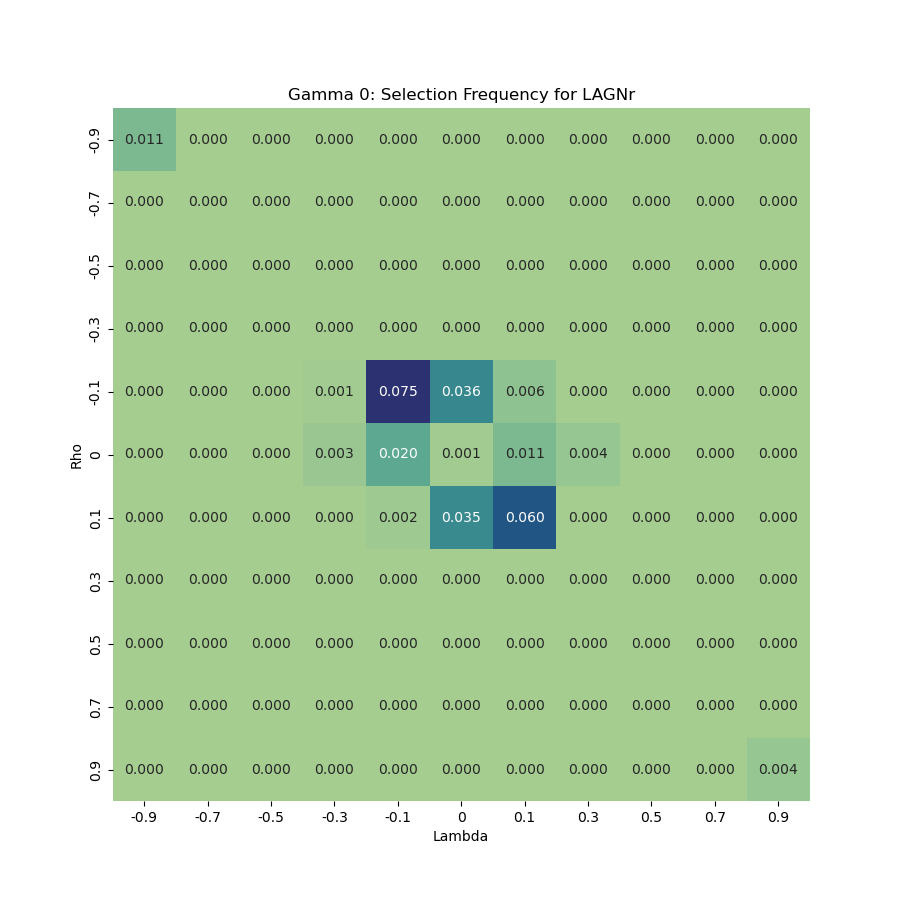 Gamma 0: Selection Frequency for LAGNr
-0.9 0.011 0.000 0.000 0.000 0.000 0.000 0.000 0.000 0.000 0.000 0.000
-0.7 0.000 0.000 0.000 0.000 0.000 0.000 0.000 0.000 0.000 0.000 0.000
-0.5 0.000 0.000 0.000 0.000 0.000 0.000 0.000 0.000 0.000 0.000 0.000
-0.3 0.000 0.000 0.000 0.000 0.000 0.000 0.000 0.000 0.000 0.000 0.000
-0.1 0.000 0.000 0.000 0.001 0.075 0.036 0.006 0.000 0.000 0.000 0.000
Rho
0 0.000 0.000 0.000 0.003 0.020 0.001 0.011 0.004 0.000 0.000 0.000
0.1 0.000 0.000 0.000 0.000 0.002 0.035 0.060 0.000 0.000 0.000 0.000
0.3 0.000 0.000 0.000 0.000 0.000 0.000 0.000 0.000 0.000 0.000 0.000
0.5 0.000 0.000 0.000 0.000 0.000 0.000 0.000 0.000 0.000 0.000 0.000
0.7 0.000 0.000 0.000 0.000 0.000 0.000 0.000 0.000 0.000 0.000 0.000
0.9 0.000 0.000 0.000 0.000 0.000 0.000 0.000 0.000 0.000 0.000 0.004
-0.9 -0.7 -0.5 -0.3 -0.1 0 0.1 0.3 0.5 0.7 0.9
Lambda